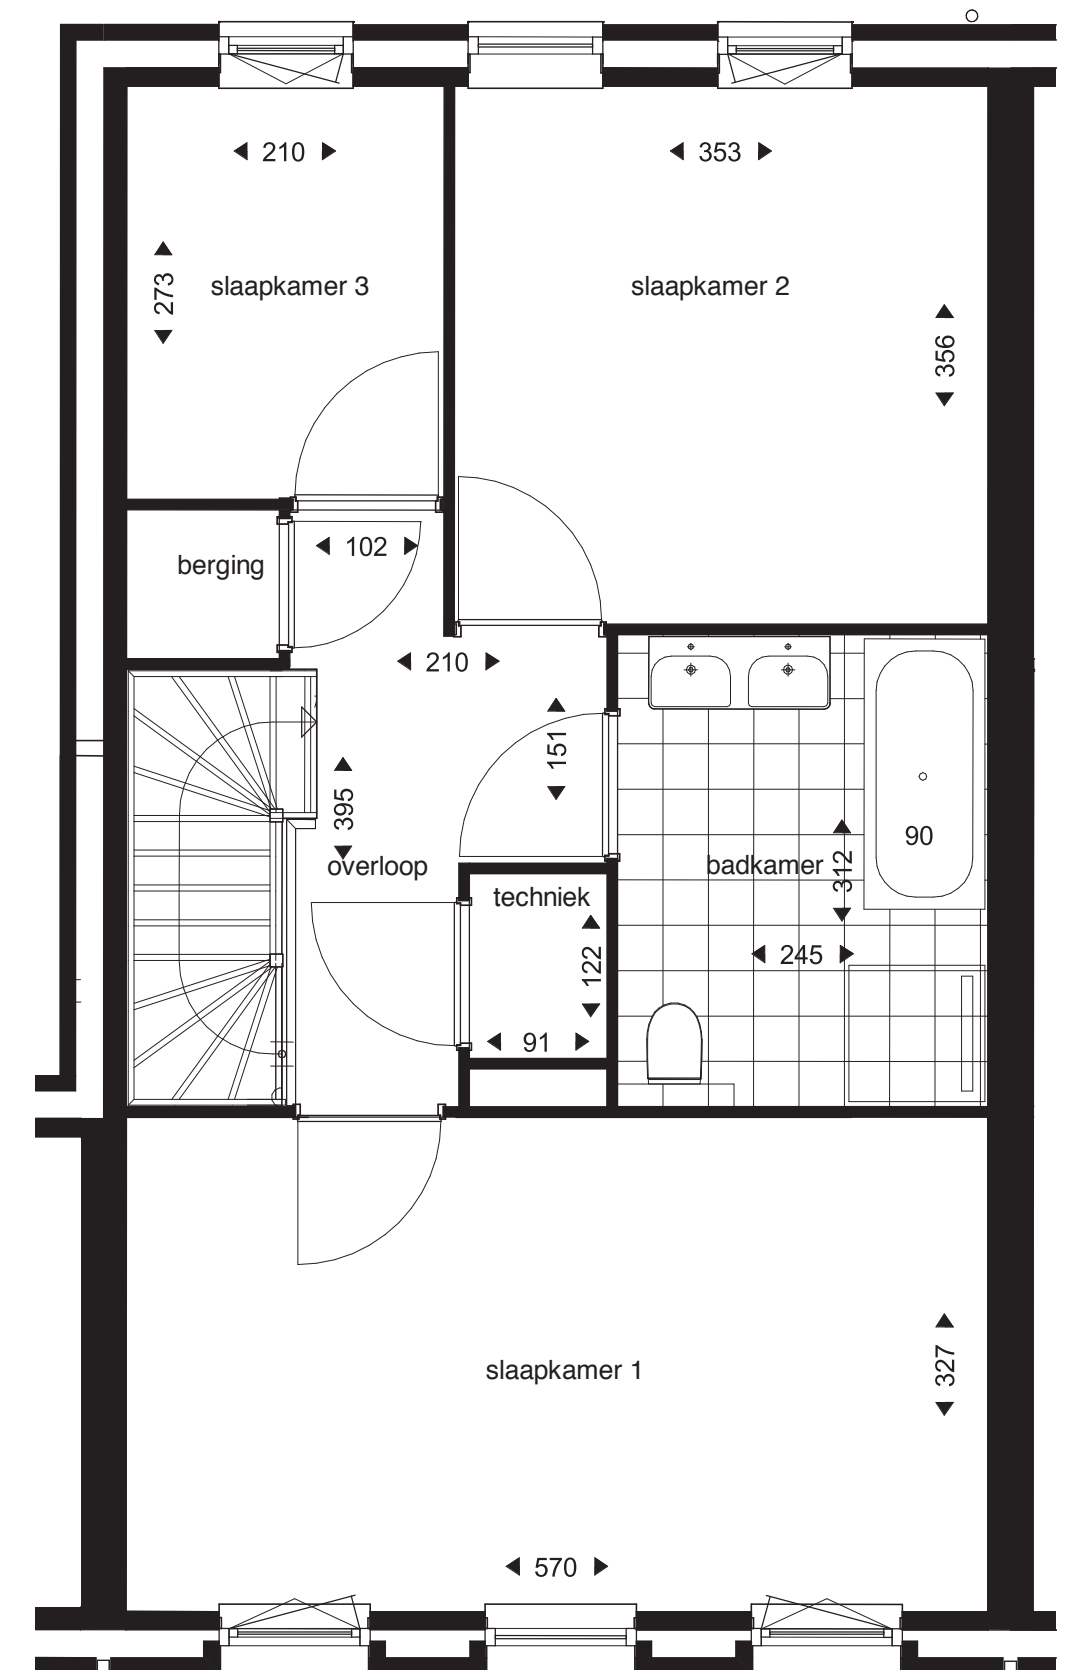 210
353
273
slaapkamer 3
slaapkamer 2
356
102
berging
210
151
395
overloop
techniek
badkamer
312
90
122
245
91
slaapkamer 1
327
570